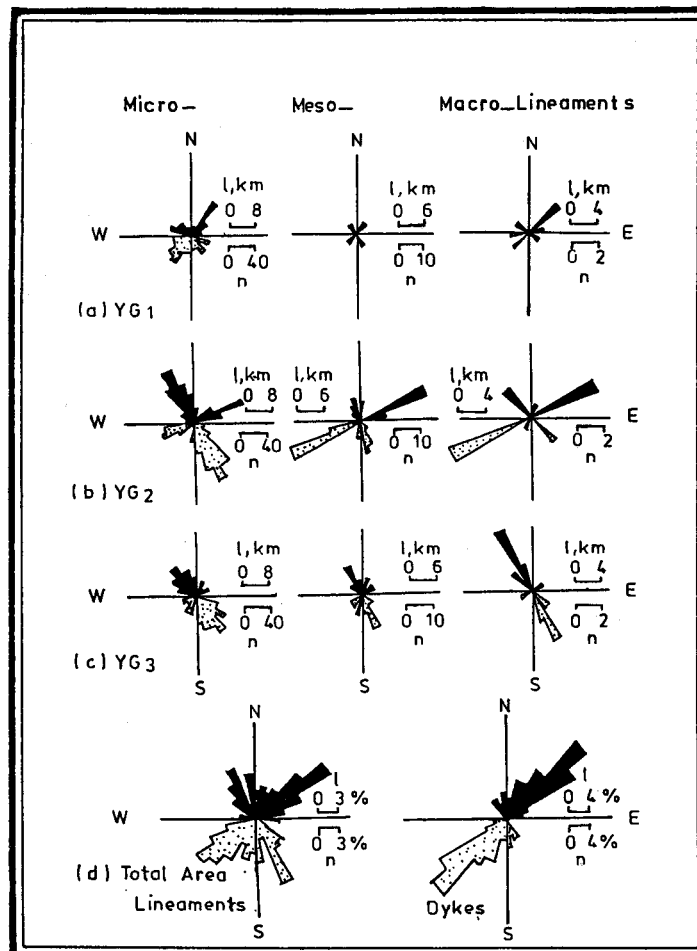 Micro- Meso- Macro-Lineaments
N N
l,km l,km l,km
0 8 0 6 0 4
W E
0 40 0 10 0 2
n n n
(a) YG1
l,km l,km l,km
0 8 0 6 0 4
W E
0 40 0 10 0 2
n n n
(b) YG2
l,km l,km l,km
0 8 0 6 0 4
W E
0 40 0 10 0 2
n n n
(c) YG3
S S S
N N
l l
0 3% 0 4%
W E
0 3% 0 4%
n n
(d) Total Area
Lineaments Dykes
S S